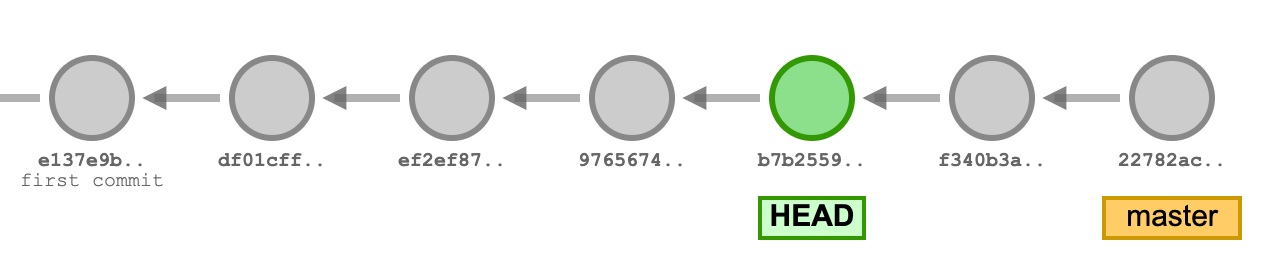 e137e9b.. df01cff.. ef2ef87.. 9765674.. b7b2559.. f340b3a.. 22782ac..
first commit
HEAD master